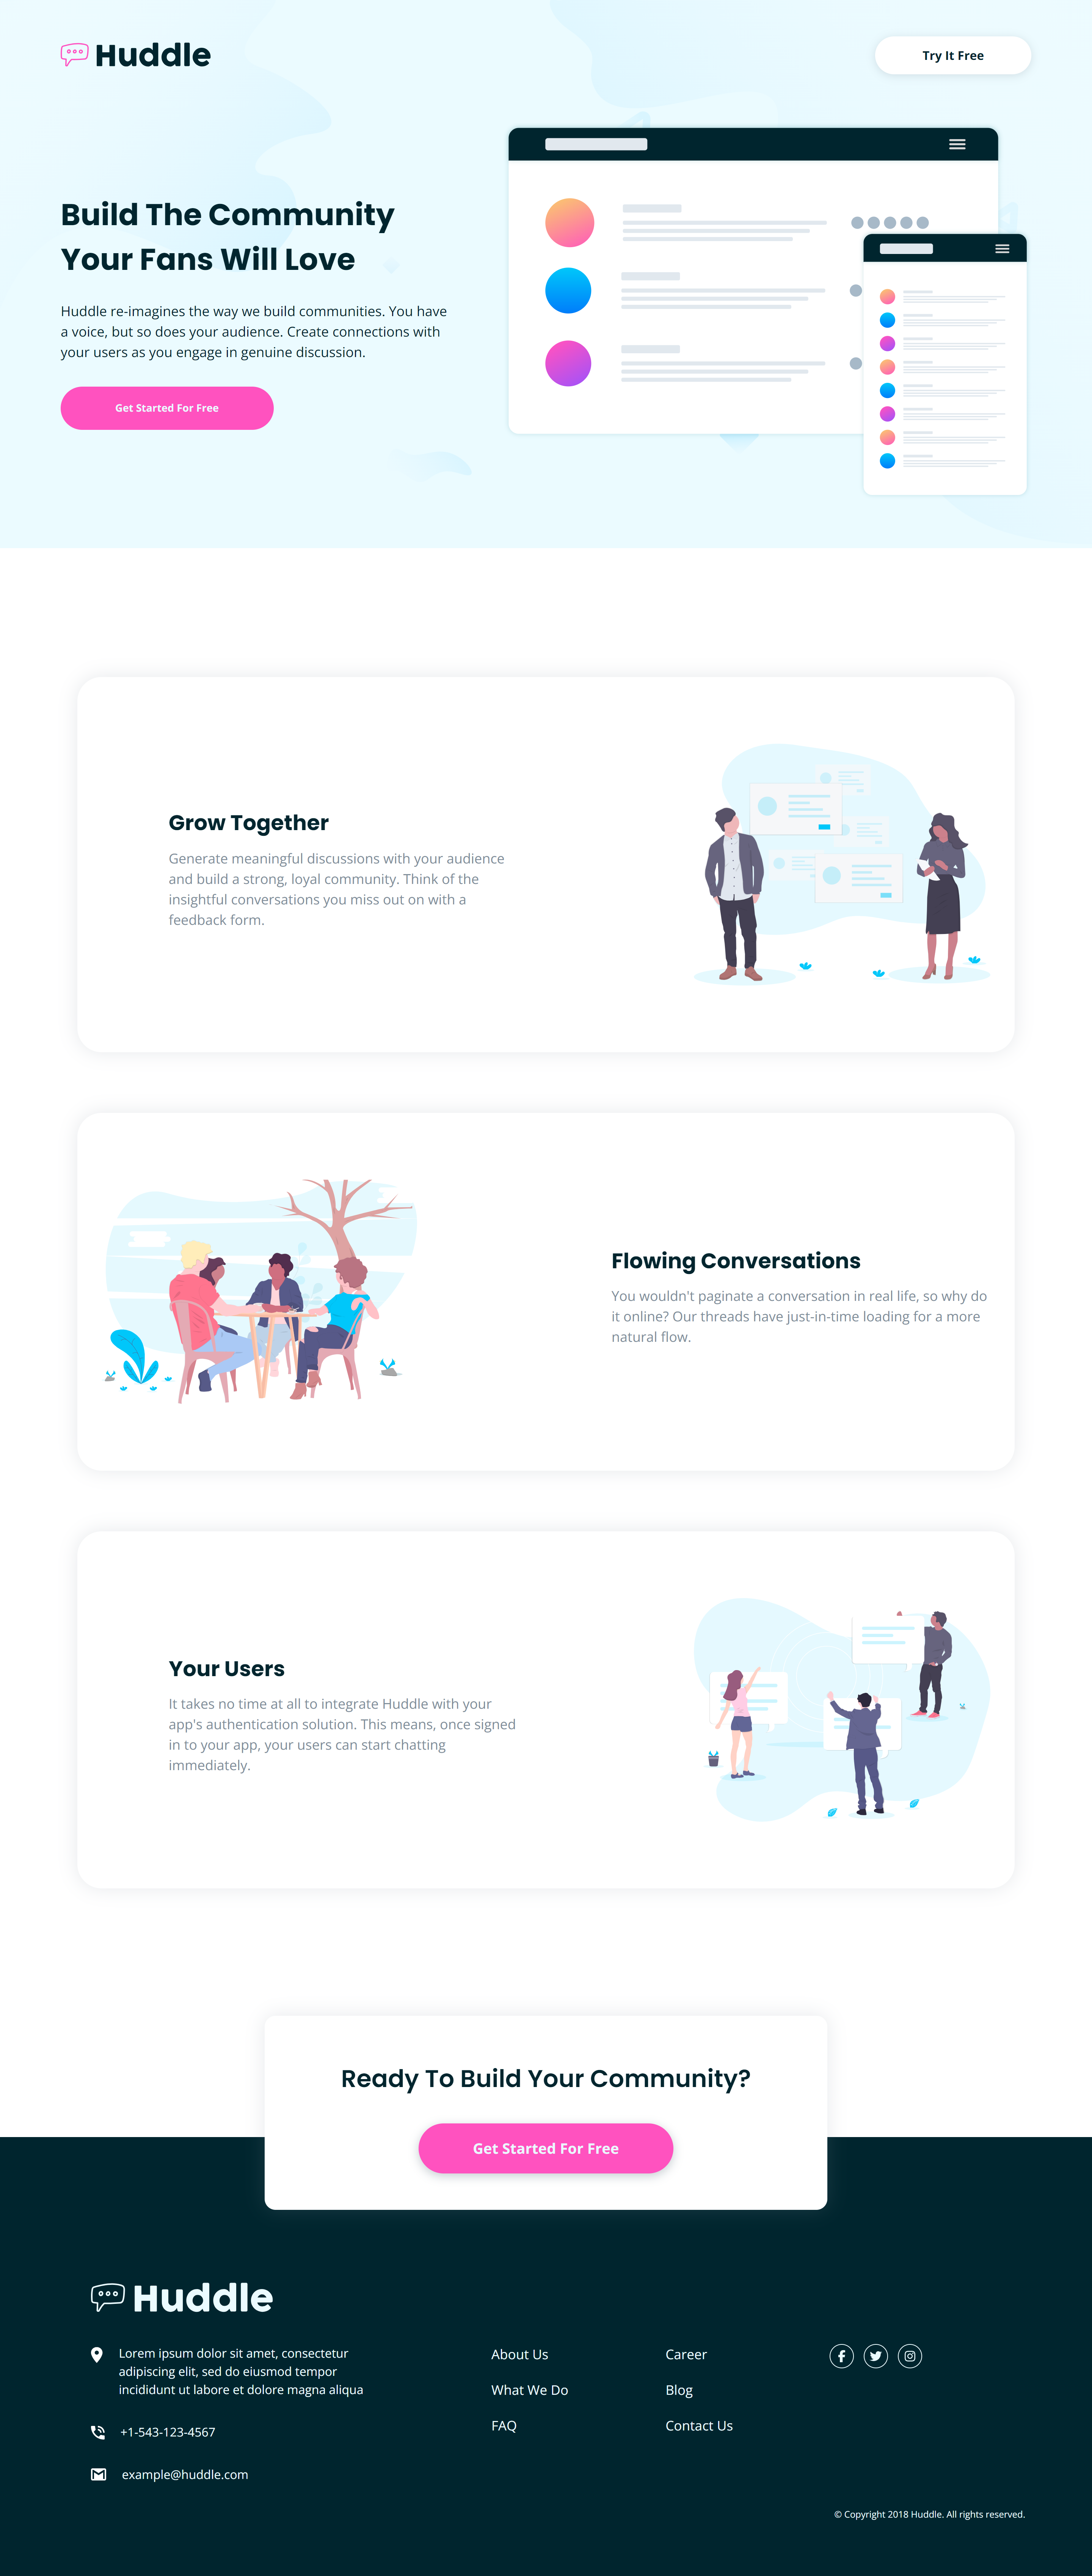 Huddle
Try It Free
Build The Community
Your Fans Will Love
Huddle re-imagines the way we build communities. You have
a voice, but so does your audience. Create connections with
your users as you engage in genuine discussion.
Get Started For Free
Grow Together
Generate meaningful discussions with your audience
and build a strong, loyal community. Think of the
insightful conversations you miss out on with a
feedback form.
Flowing Conversations
You wouldn't paginate a conversation in real life, so why do
it online? Our threads have just-in-time loading for a more
natural flow.
Your Users
It takes no time at all to integrate Huddle with your
app's authentication solution. This means, once signed
in to your app, your users can start chatting
immediately.
Ready To Build Your Community?
Get Started For Free
Huddle
Lorem ipsum dolor sit amet, consectetur
adipiscing elit, sed do eiusmod tempor
incididunt ut labore et dolore magna aliqua
+1-543-123-4567
example@huddle.com
About Us
What We Do
FAQ
Career
Blog
Contact Us
© Copyright 2018 Huddle. All rights reserved.